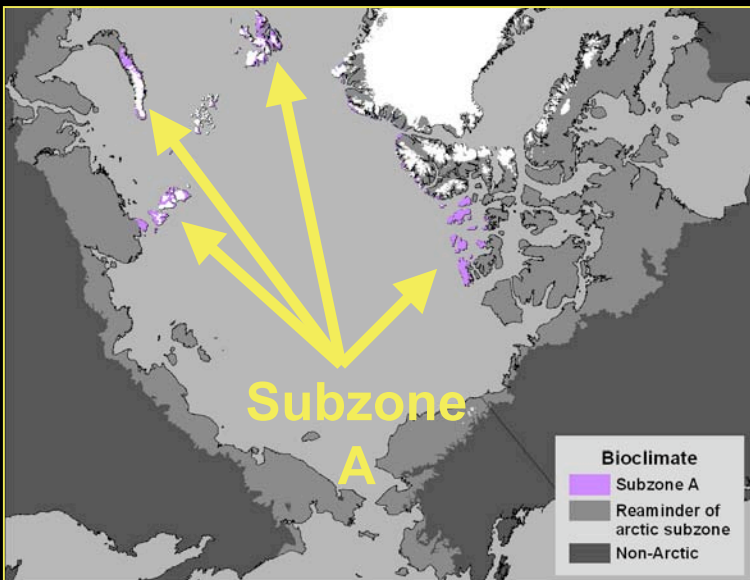 Subzone
A
Bioclimate
Subzone A
Reaminder of
arctic subzone
Non-Arctic